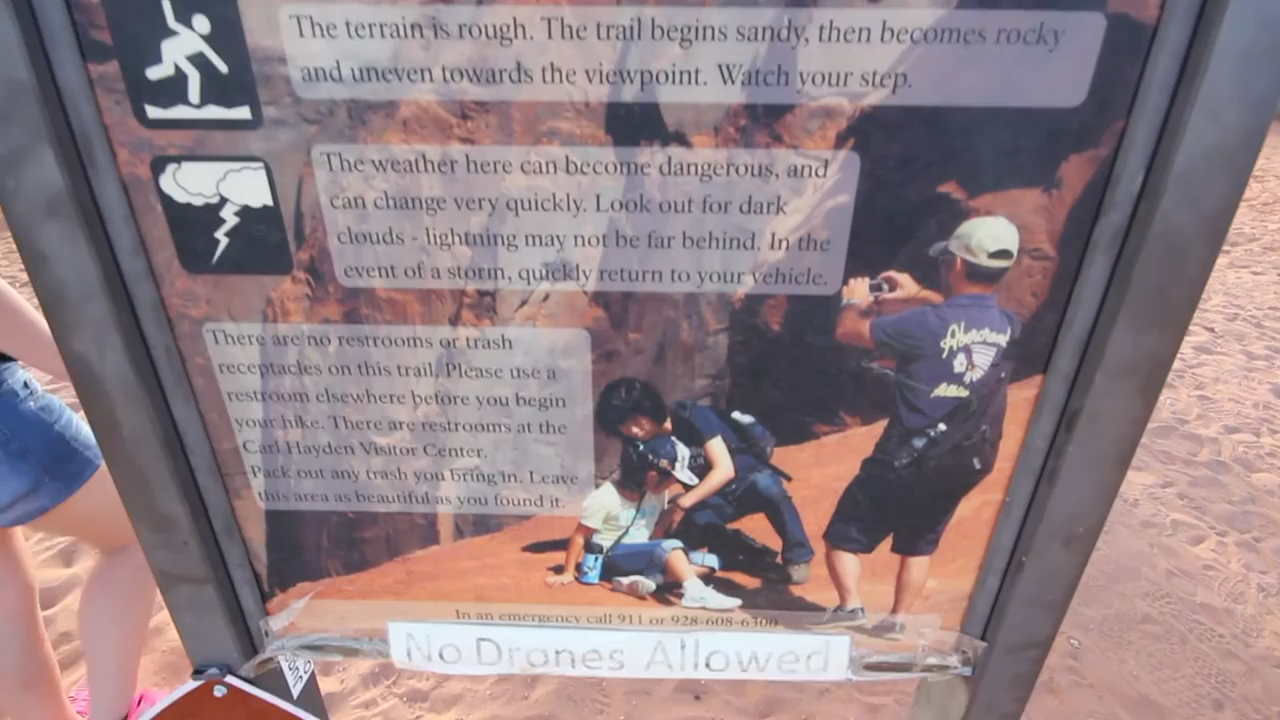 The terrain is rough. The trail begins sandy, then becomes rocky
and uneven towards the viewpoint. Watch your step.
The weather here can become dangerous, and
can change very quickly. Look out for dark
clouds - lightning may not be far behind. In the
event of a storm, quickly return to your vehicle.
There are no restrooms or trash
receptacles on this trail. Please use a
restroom elsewhere before you begin
your hike. There are restrooms at the
Carl Hayden Visitor Center.
Pack out any trash you bring in. Leave
this area as beautiful as you found it.
In an emergency call 911 or 928-608-6300
No Drones Allowed